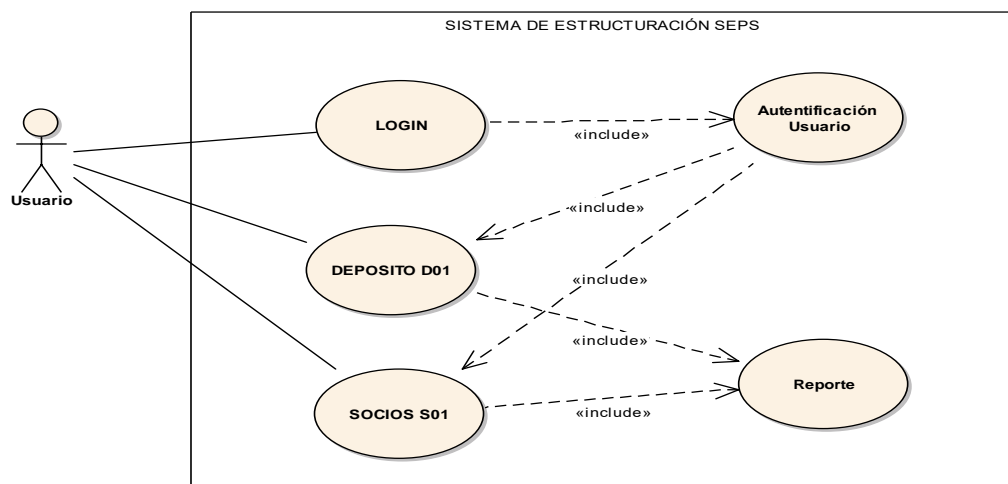 SISTEMA DE ESTRUCTURACIÓN SEPS
LOGIN
«include»
Autentificación
Usuario
Usuario
«include»
DEPOSITO D01
«include»
«include»
SOCIOS S01
«include»
Reporte